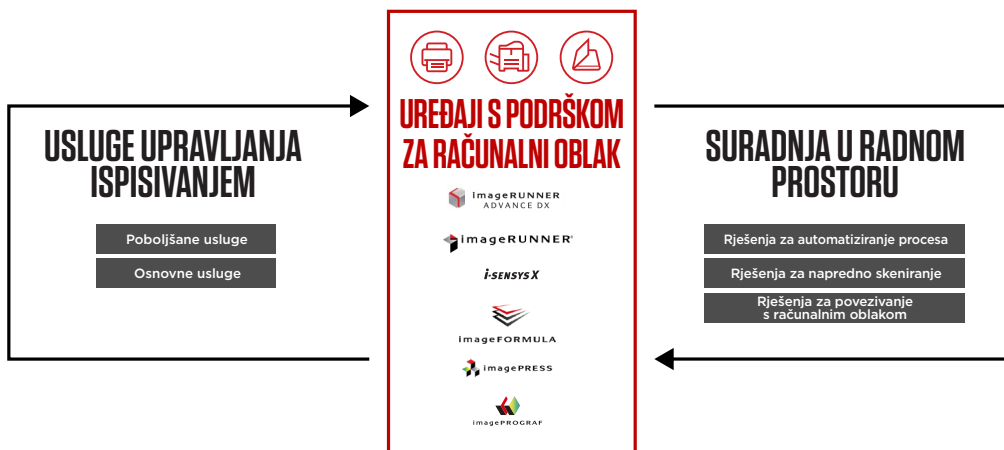 USLUGE UPRAVLJANJA
ISPISIVANJEM
Poboljšane usluge
Osnovne usluge
UREĐAJI S PODRŠKOM
ZA RAČUNALNI OBLAK
imageRUNNER
ADVANCE DX
imageRUNNER®
i-SENSYS X
imageFORMULA
imagePRESS
imagePROGRAF
SURADNJA U RADNOM
PROSTORU
Rješenja za automatiziranje procesa
Rješenja za napredno skeniranje
Rješenja za povezivanje
s računalnim oblakom